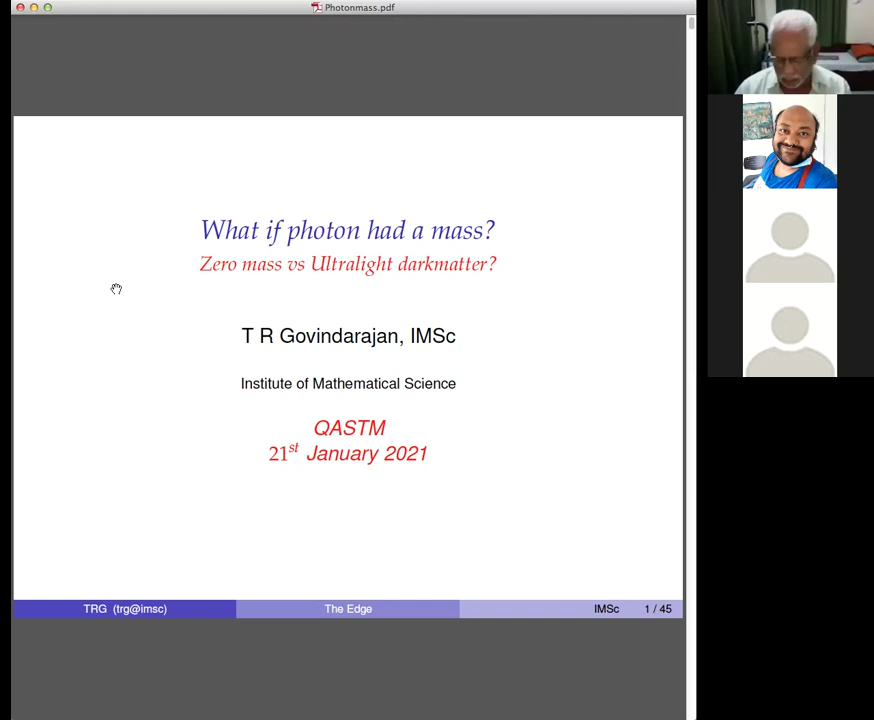 Photonmass.pdf
What if photon had a mass?
Zero mass vs Ultralight darkmatter?
T R Govindarajan, IMSc
Institute of Mathematical Science
QASTM
21st January 2021
TRG (trg@imsc) The Edge IMSc 1 / 45